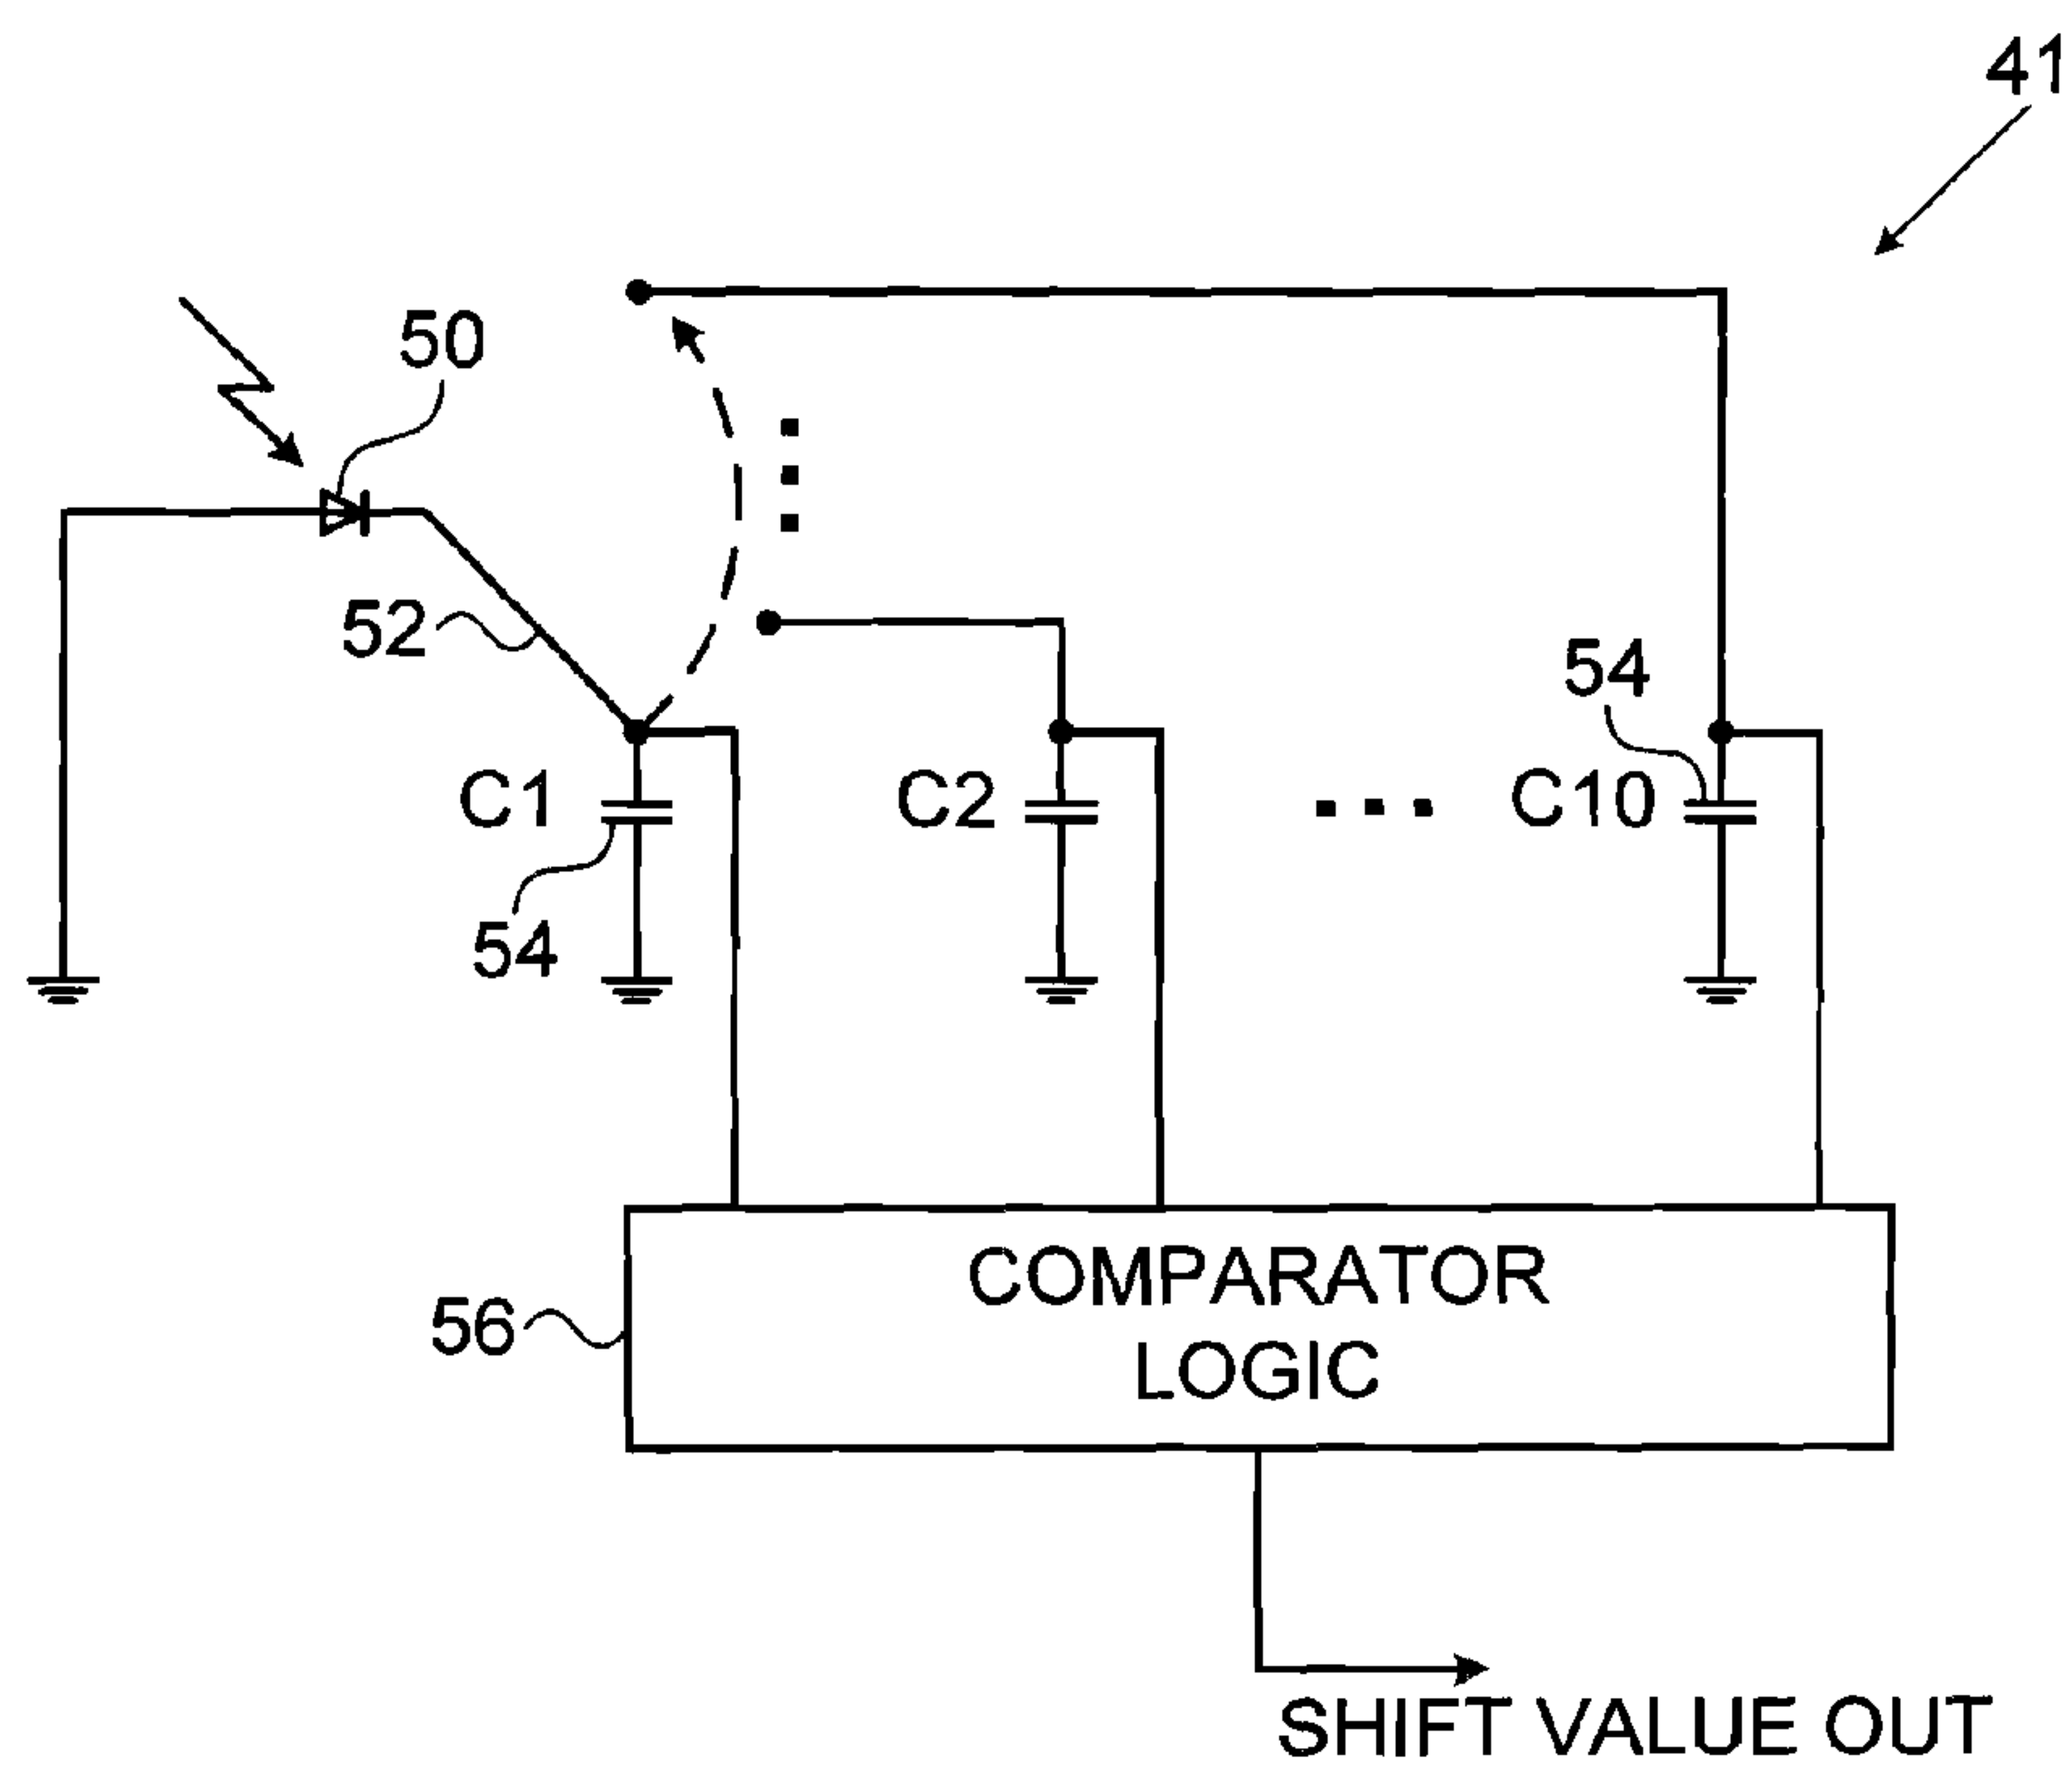 41
50
52
54
C1
C2
C10
54
56
COMPARATOR
LOGIC
SHIFT VALUE OUT